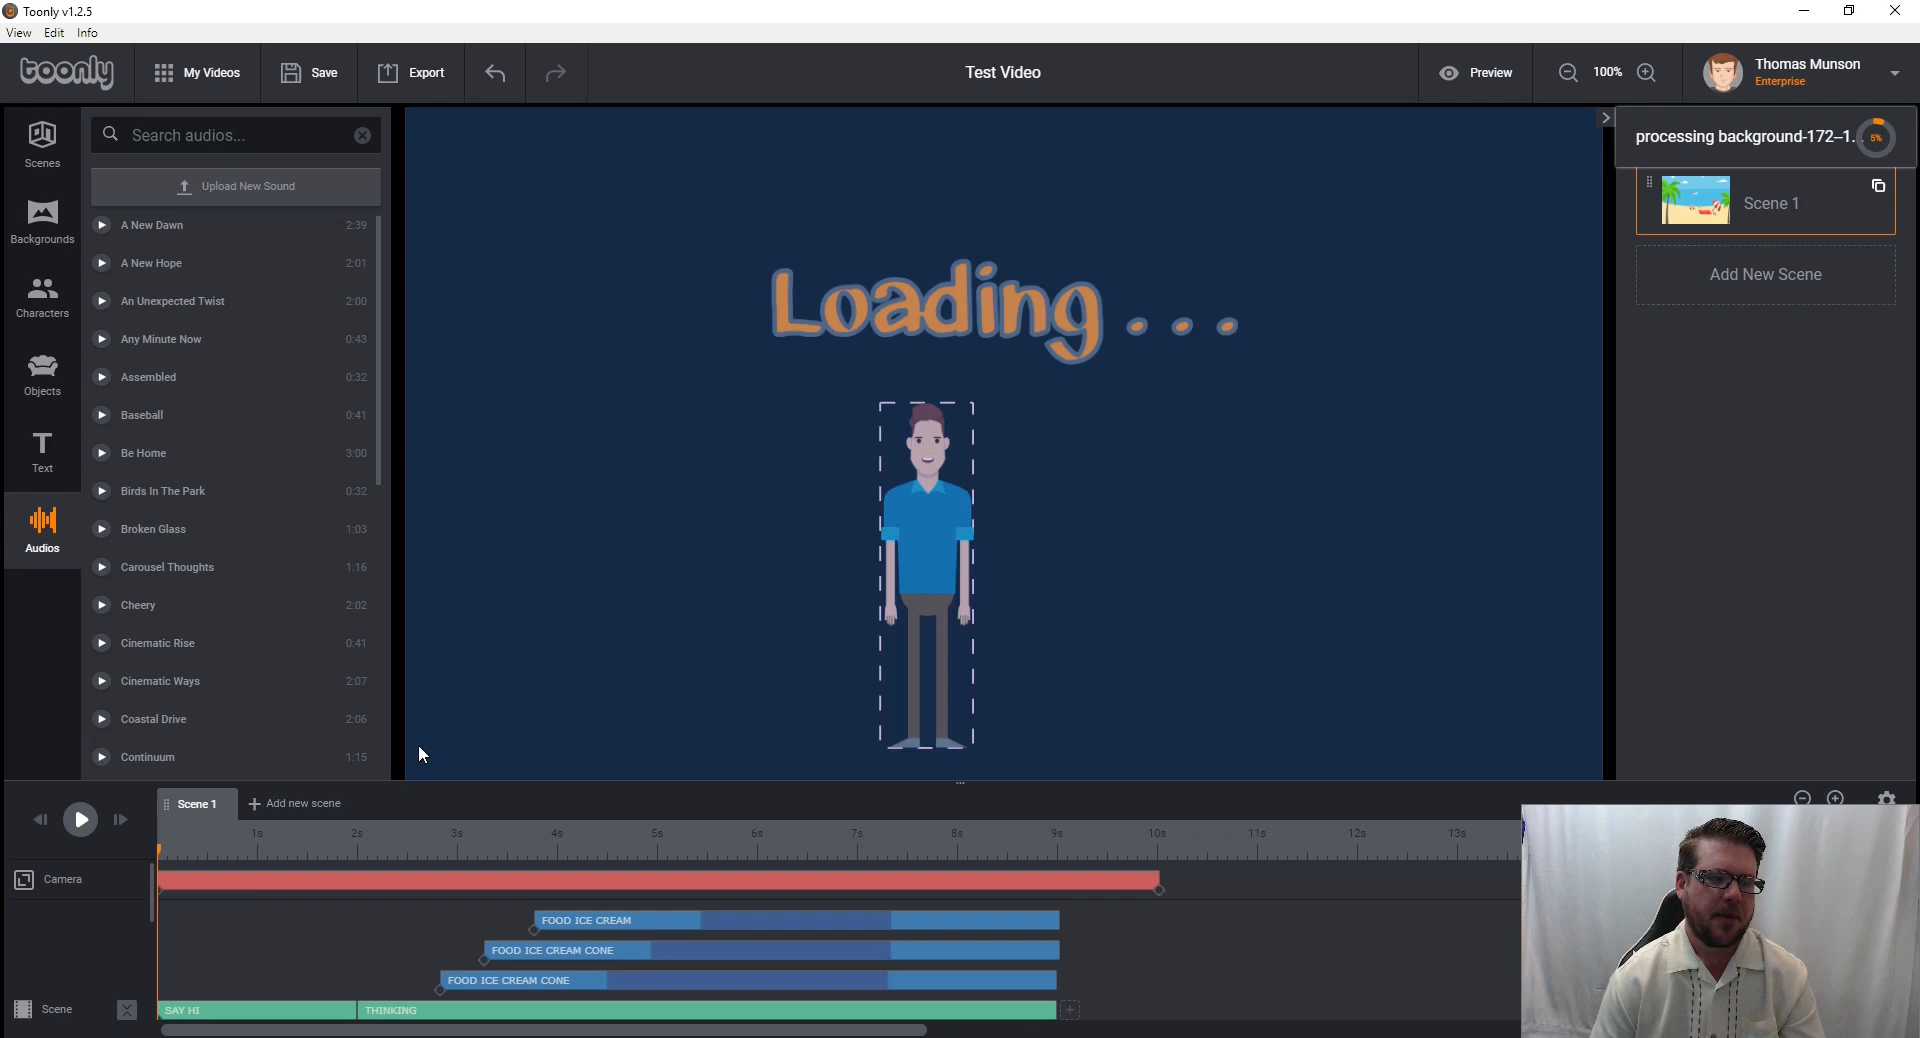 Toonly v1.2.5
View Edit Info
toonly My Videos Save Export Test Video Preview 100% Thomas Munson
Enterprise
Search audios...
Upload New Sound
Scenes
Backgrounds
Characters
Objects
Text
Audios
A New Dawn 2:39
A New Hope 2:01
An Unexpected Twist 2:00
Any Minute Now 0:43
Assembled 0:32
Baseball 0:41
Be Home 3:00
Birds In The Park 0:32
Broken Glass 1:03
Carousel Thoughts 1:16
Cheery 2:02
Cinematic Rise 0:41
Cinematic Ways 2:07
Coastal Drive 2:06
Continuum 1:15
Loading . . .
processing background-172--1. 5%
Scene 1
Add New Scene
Scene 1 Add new scene
1s 2s 3s 4s 5s 6s 7s 8s 9s 10s 11s 12s 13s
Camera
FOOD ICE CREAM
FOOD ICE CREAM CONE
FOOD ICE CREAM CONE
Scene SAY HI THINKING